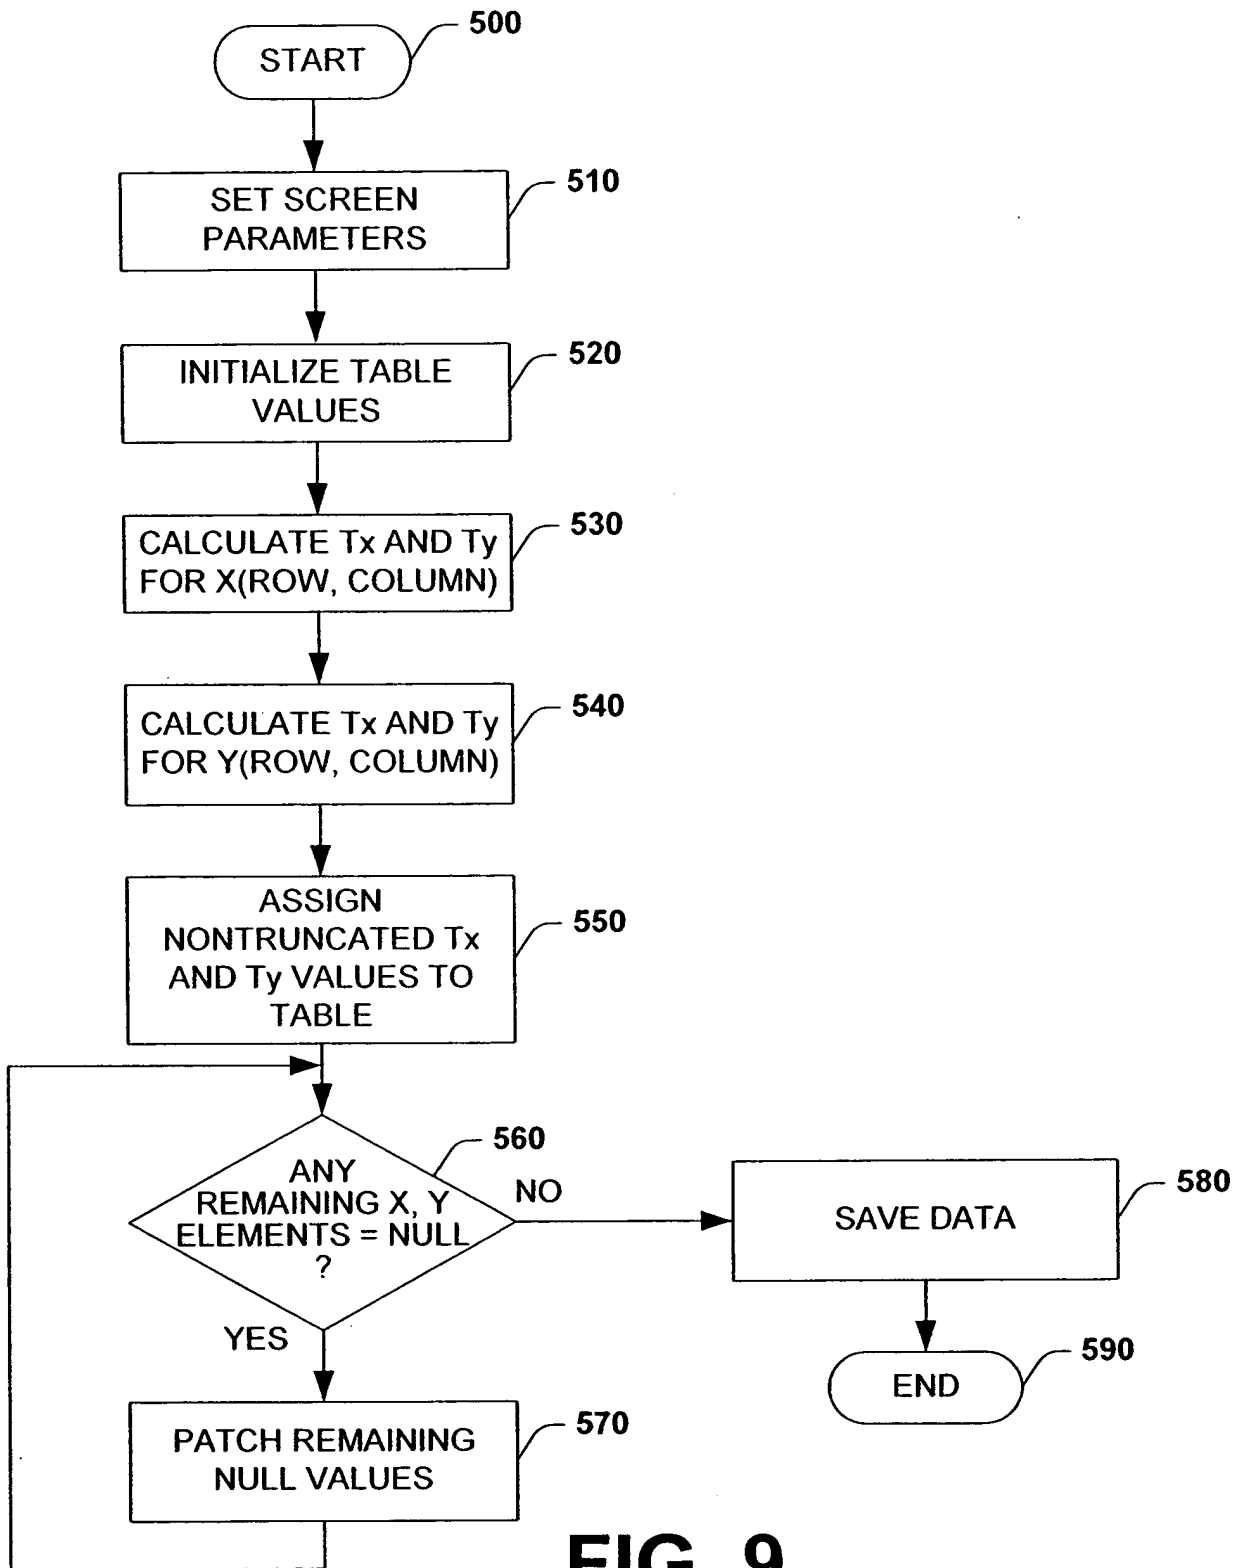 500
START
510
SET SCREEN
PARAMETERS
520
INITIALIZE TABLE
VALUES
530
CALCULATE Tx AND Ty
FOR X(ROW, COLUMN)
540
CALCULATE Tx AND Ty
FOR Y(ROW, COLUMN)
550
ASSIGN
NONTRUNCATED Tx
AND Ty VALUES TO
TABLE
560
ANY
REMAINING X, Y
ELEMENTS = NULL
?
NO
580
SAVE DATA
YES
590
END
570
PATCH REMAINING
NULL VALUES
FIG. 9